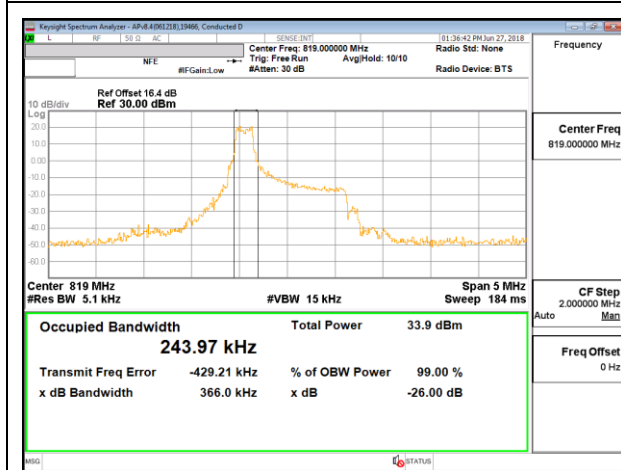 Keysight Spectrum Analyzer - APv8.4(061218),19466, Conducted D
L RF 50 Ω AC SENSE:INT 01:36:42 PM Jun 27, 2018
Center Freq: 819.000000 MHz Radio Std: None
NFE Trig: Free Run Avg|Hold: 10/10
#IFGain:Low #Atten: 30 dB Radio Device: BTS
Ref Offset 16.4 dB
10 dB/div Ref 30.00 dBm
Log
20.0
10.0
0.00
-10.0
-20.0
-30.0
-40.0
-50.0
-60.0
Center 819 MHz Span 5 MHz
#Res BW 5.1 kHz #VBW 15 kHz Sweep 184 ms
Occupied Bandwidth Total Power 33.9 dBm
243.97 kHz
Transmit Freq Error -429.21 kHz % of OBW Power 99.00 %
x dB Bandwidth 366.0 kHz x dB -26.00 dB
MSG STATUS
Frequency
Center Freq
819.000000 MHz
CF Step
2.000000 MHz
Auto Man
Freq Offset
0 Hz